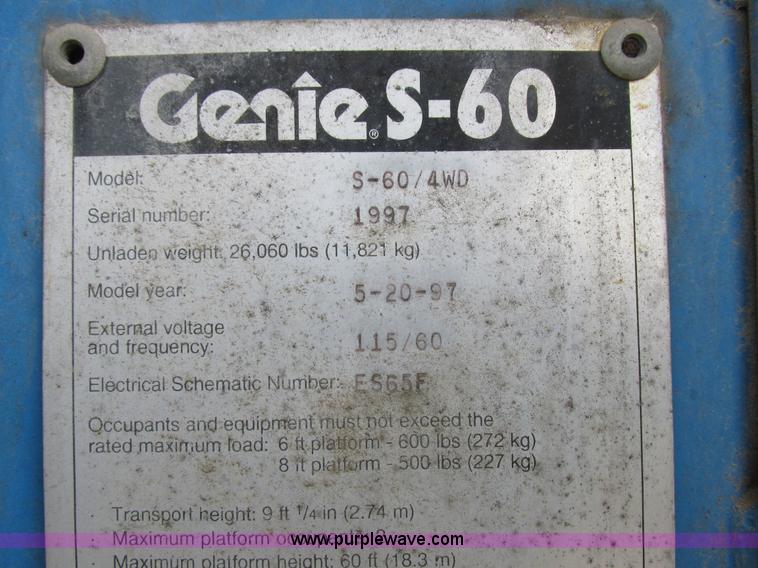 Genie® S-60
Model: S-60/4WD
Serial number: 1997
Unladen weight: 26,060 lbs (11,821 kg)
Model year: 5-20-97
External voltage
and frequency: 115/60
Electrical Schematic Number: ES65F
Occupants and equipment must not exceed the
rated maximum load: 6 ft platform - 600 lbs (272 kg)
8 ft platform - 500 lbs (227 kg)
· Transport height: 9 ft 1/4 in (2.74 m)
· Maximum platform
www.purplewave.com
· Maximum platform height: 60 ft (18.3 m)